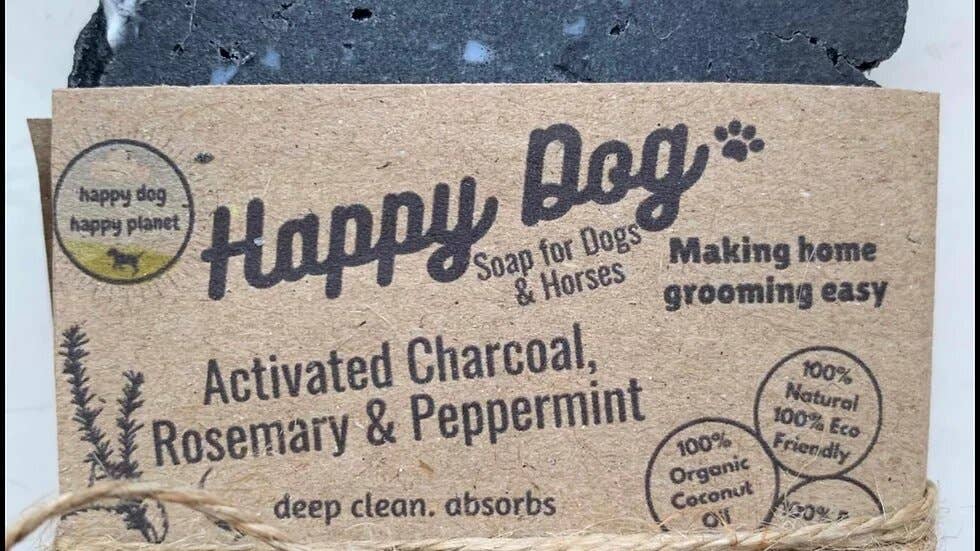 happy dog
happy planet
Happy Dog
Soap for Dogs
& Horses
Making home
grooming easy
Activated Charcoal,
Rosemary & Peppermint
deep clean. absorbs
100%
Natural
100% Eco
Friendly
100%
Organic
Coconut
Oil